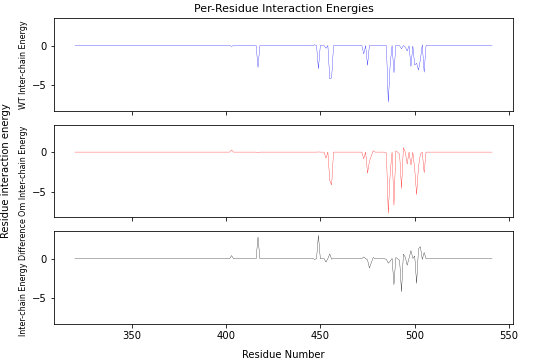 Per-Residue Interaction Energies
Residue interaction energy
WT Inter-chain Energy
0
−5
Om Inter-chain Energy
0
−5
Inter-chain Energy Difference
0
−5
350
400
450
500
550
Residue Number